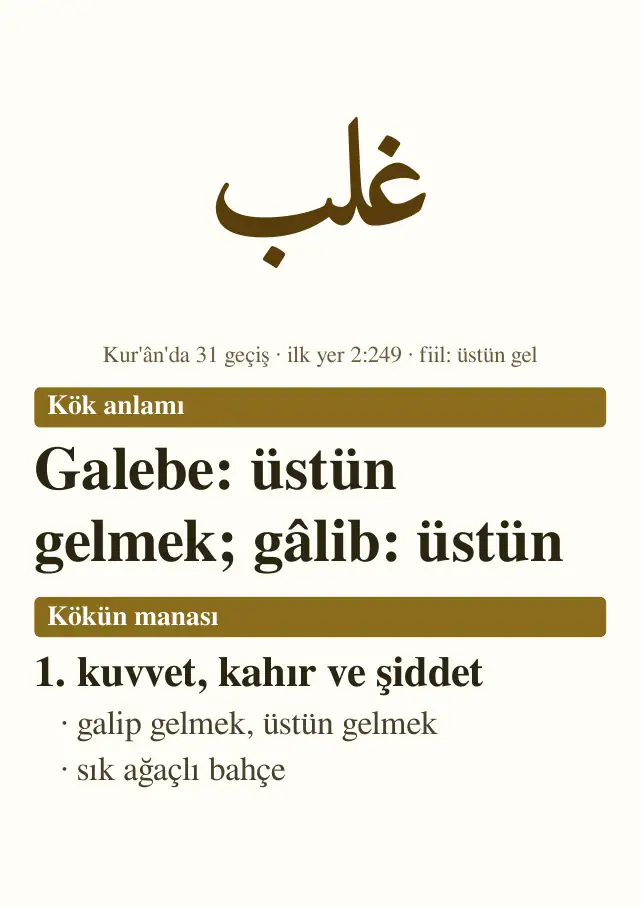 غلب
Kur'ân'da 31 geçiş · ilk yer 2:249 · fiil: üstün gel
Kök anlamı
Galebe: üstün
gelmek; gâlib: üstün
Kökün manası
1. kuvvet, kahır ve şiddet
· galip gelmek, üstün gelmek
· sık ağaçlı bahçe